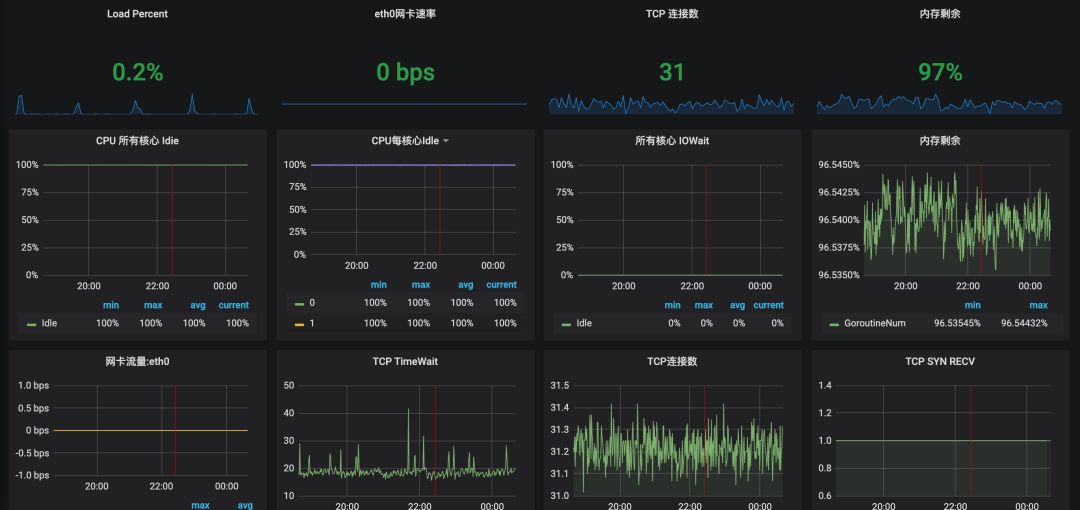 Load Percent
eth0网卡速率
TCP 连接数
内存剩余
0.2%
0 bps
31
97%
CPU 所有核心 Idie
100%
75%
50%
25%
0%
20:00
22:00
00:00
min max avg current
Idle 100% 100% 100% 100%
CPU每核心Idle
100%
75%
50%
25%
0%
20:00
22:00
00:00
min max avg current
0 100% 100% 100% 100%
1 100% 100% 100% 100%
所有核心 IOWait
100%
75%
50%
25%
0%
20:00
22:00
00:00
min max avg current
Idle 0% 0% 0% 0%
内存剩余
96.5450%
96.5425%
96.5400%
96.5375%
96.5350%
20:00
22:00
00:00
min max
GoroutineNum 96.53545% 96.54432%
网卡流量:eth0
1.0 bps
0.5 bps
0 bps
-0.5 bps
-1.0 bps
20:00
22:00
00:00
max avg
TCP TimeWait
50
40
30
20
10
20:00
22:00
00:00
TCP连接数
31.5
31.4
31.3
31.2
31.1
31.0
20:00
22:00
00:00
TCP SYN RECV
1.4
1.2
1.0
0.8
0.6
20:00
22:00
00:00